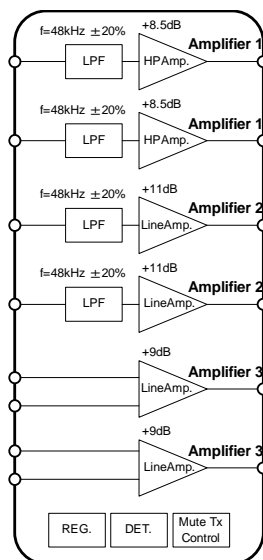 +8.5dB
f=48kHz ±20%
Amplifier 1
LPF
HPAmp.
+8.5dB
f=48kHz ±20%
Amplifier 1
LPF
HPAmp.
+11dB
f=48kHz ±20%
Amplifier 2
LPF
LineAmp.
+11dB
f=48kHz ±20%
Amplifier 2
LPF
LineAmp.
+9dB
Amplifier 3
LineAmp.
+9dB
Amplifier 3
LineAmp.
REG.
DET.
Mute Tx
Control